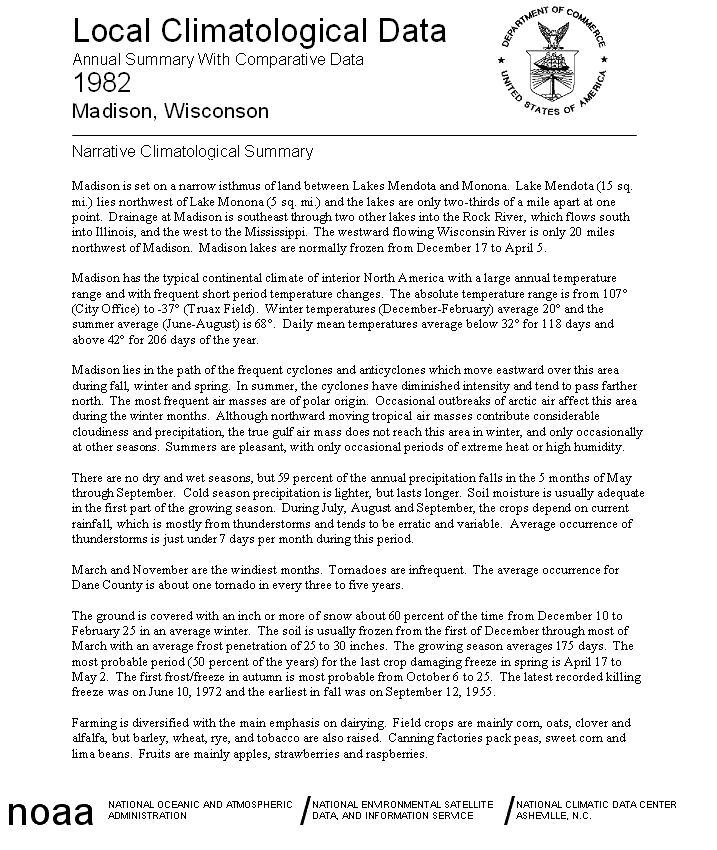 Local Climatological Data
Annual Summary With Comparative Data
1982
Madison, Wisconson
DEPARTMENT OF COMMERCE
UNITED STATES OF AMERICA
Narrative Climatological Summary
Madison is set on a narrow isthmus of land between Lakes Mendota and Monona. Lake Mendota (15 sq.
mi.) lies northwest of Lake Monona (5 sq. mi.) and the lakes are only two-thirds of a mile apart at one
point. Drainage at Madison is southeast through two other lakes into the Rock River, which flows south
into Illinois, and the west to the Mississippi. The westward flowing Wisconsin River is only 20 miles
northwest of Madison. Madison lakes are normally frozen from December 17 to April 5.
Madison has the typical continental climate of interior North America with a large annual temperature
range and with frequent short period temperature changes. The absolute temperature range is from 107°
(City Office) to -37° (Truax Field). Winter temperatures (December-February) average 20° and the
summer average (June-August) is 68°. Daily mean temperatures average below 32° for 118 days and
above 42° for 206 days of the year.
Madison lies in the path of the frequent cyclones and anticyclones which move eastward over this area
during fall, winter and spring. In summer, the cyclones have diminished intensity and tend to pass farther
north. The most frequent air masses are of polar origin. Occasional outbreaks of arctic air affect this area
during the winter months. Although northward moving tropical air masses contribute considerable
cloudiness and precipitation, the true gulf air mass does not reach this area in winter, and only occasionally
at other seasons. Summers are pleasant, with only occasional periods of extreme heat or high humidity.
There are no dry and wet seasons, but 59 percent of the annual precipitation falls in the 5 months of May
through September. Cold season precipitation is lighter, but lasts longer. Soil moisture is usually adequate
in the first part of the growing season. During July, August and September, the crops depend on current
rainfall, which is mostly from thunderstorms and tends to be erratic and variable. Average occurrence of
thunderstorms is just under 7 days per month during this period.
March and November are the windiest months. Tornadoes are infrequent. The average occurrence for
Dane County is about one tornado in every three to five years.
The ground is covered with an inch or more of snow about 60 percent of the time from December 10 to
February 25 in an average winter. The soil is usually frozen from the first of December through most of
March with an average frost penetration of 25 to 30 inches. The growing season averages 175 days. The
most probable period (50 percent of the years) for the last crop damaging freeze in spring is April 17 to
May 2. The first frost/freeze in autumn is most probable from October 6 to 25. The latest recorded killing
freeze was on June 10, 1972 and the earliest in fall was on September 12, 1955.
Farming is diversified with the main emphasis on dairying. Field crops are mainly corn, oats, clover and
alfalfa, but barley, wheat, rye, and tobacco are also raised. Canning factories pack peas, sweet corn and
lima beans. Fruits are mainly apples, strawberries and raspberries.
noaa
NATIONAL OCEANIC AND ATMOSPHERIC
ADMINISTRATION
NATIONAL ENVIRONMENTAL SATELLITE
DATA, AND INFORMATION SERVICE
NATIONAL CLIMATIC DATA CENTER
ASHEVILLE, N.C.